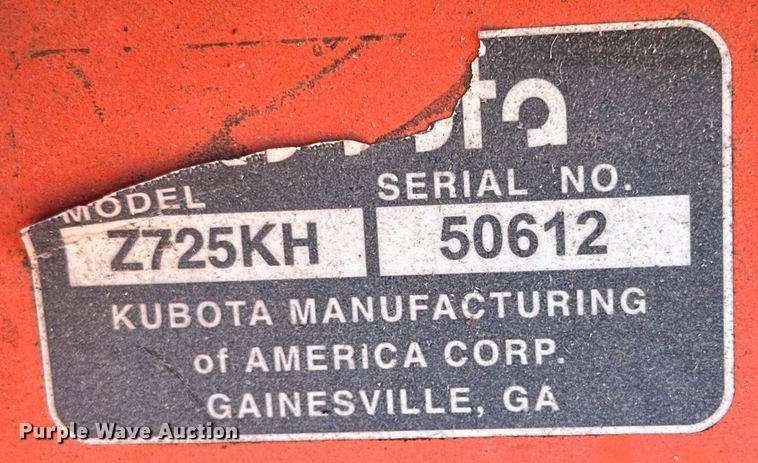 MODEL SERIAL NO.
Z725KH 50612
KUBOTA MANUFACTURING
of AMERICA CORP.
GAINESVILLE, GA
Purple Wave Auction